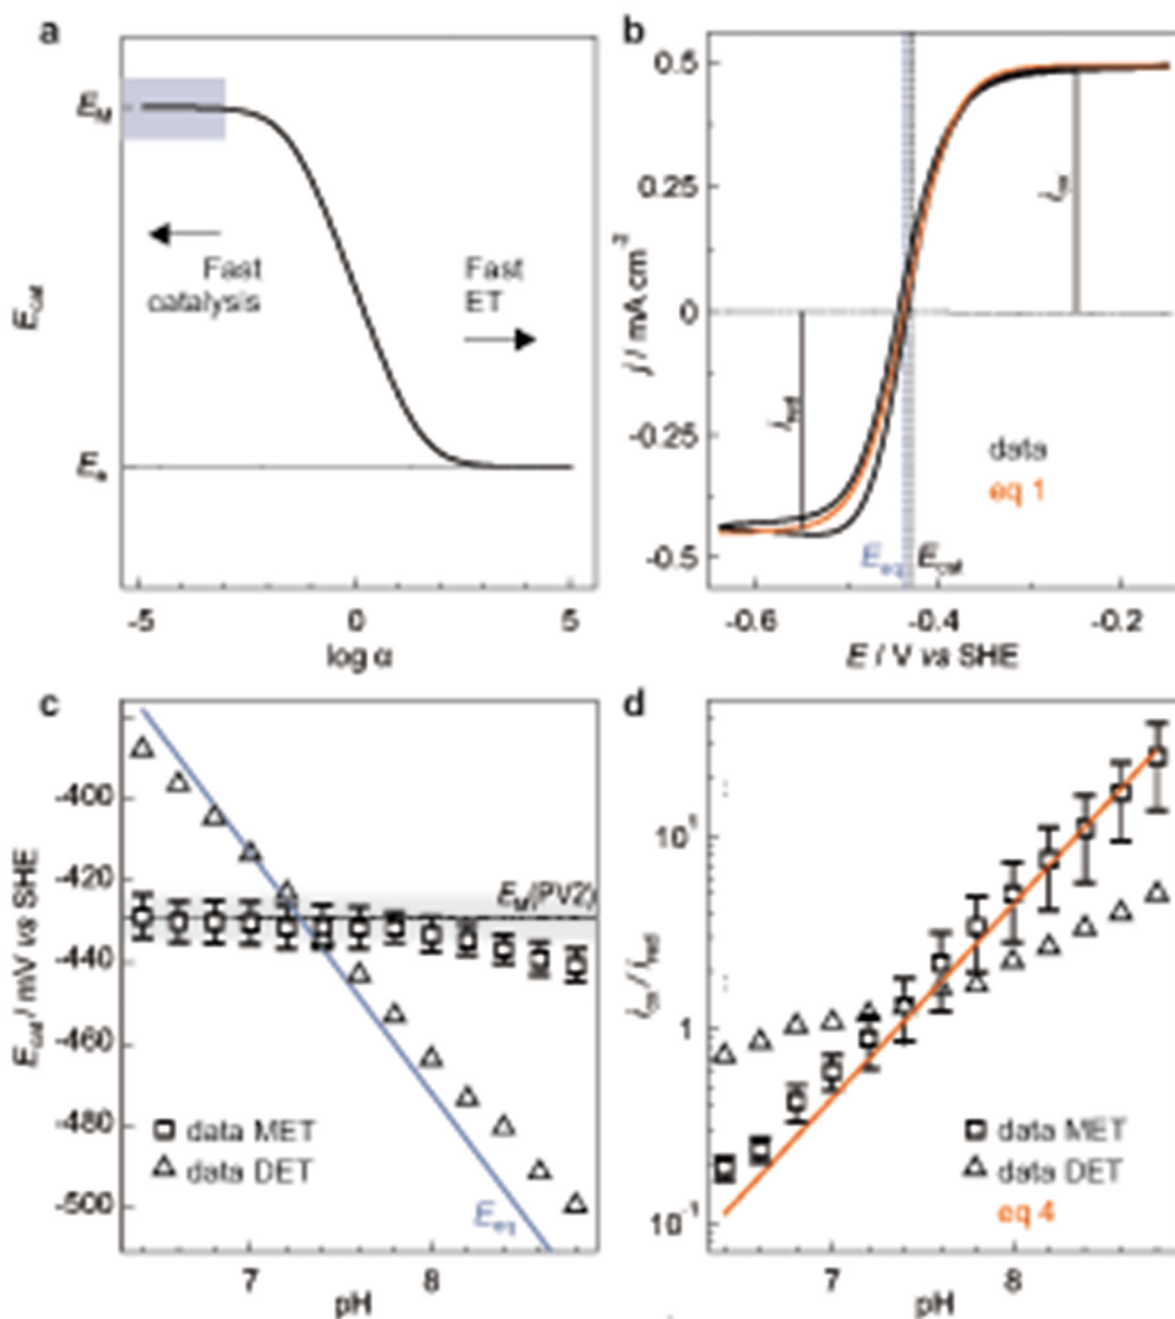 a
E_M
Fast
catalysis
Fast
ET
E_cat
-5
0
5
log α
b
0.5
0.25
0
-0.25
-0.5
j / mA cm⁻²
i_ox
i_red
data
eq 1
E_eq
E_cat
-0.6
-0.4
-0.2
E / V vs SHE
c
-400
-420
-440
-460
-480
-500
E_cat / mV vs SHE
E_M(PV2)
data MET
data DET
E_eq
7
8
pH
d
10¹
1
10⁻¹
i_ox / i_red
data MET
data DET
eq 4
7
8
pH